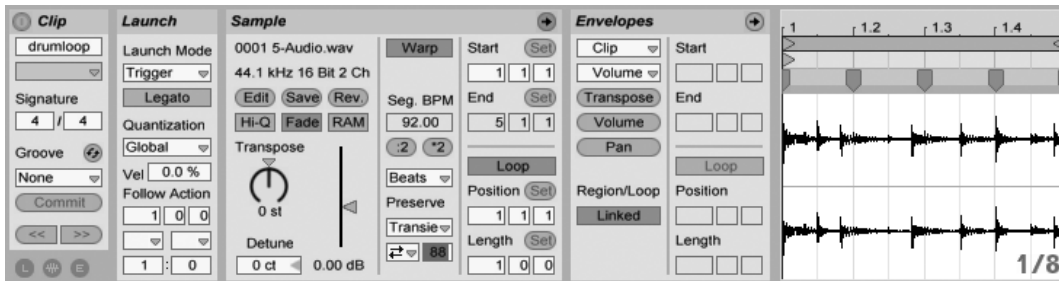 Clip
drumloop
Signature
4 / 4
Groove
None
Commit
<< >>
L E
Launch
Launch Mode
Trigger
Legato
Quantization
Global
Vel 0.0 %
Follow Action
1 0 0
1 : 0
Sample
0001 5-Audio.wav
44.1 kHz 16 Bit 2 Ch
Edit Save Rev.
Hi-Q Fade RAM
Transpose
0 st
Detune
0 ct 0.00 dB
Warp
Seg. BPM
92.00
:2 *2
Beats
Preserve
Transie
88
Start Set
1 1 1
End Set
5 1 1
Loop
Position Set
1 1 1
Length Set
1 0 0
Envelopes
Clip
Volume
Transpose
Volume
Pan
Region/Loop
Linked
Start
End
Loop
Position
Length
1 1.2 1.3 1.4
1/8